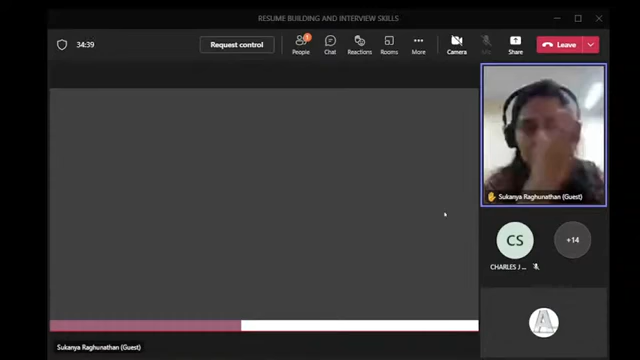 RESUME BUILDING AND INTERVIEW SKILLS
34:39
Request control
People
Chat
Reactions
Rooms
More
Camera
Mic
Share
Leave
Sukanya Raghunathan (Guest)
CS
+14
CHARLES J ...
A
Sukanya Raghunathan (Guest)